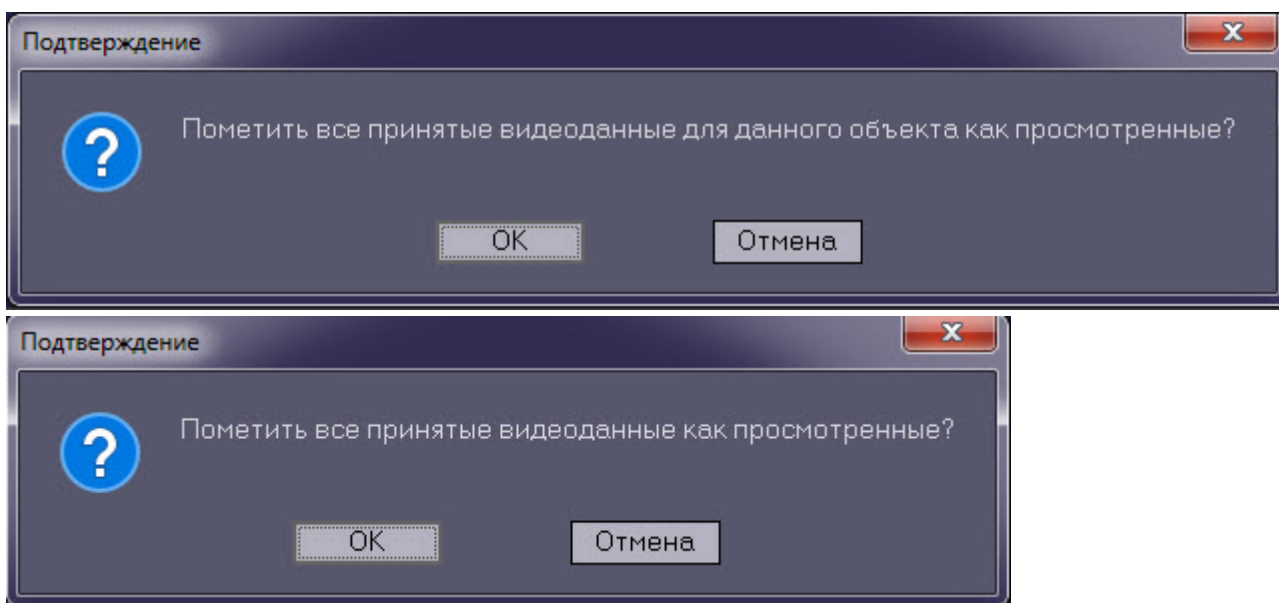 Подтверждение
Пометить все принятые видеоданные для данного объекта как просмотренные?
OK
Отмена
Подтверждение
Пометить все принятые видеоданные как просмотренные?
OK
Отмена